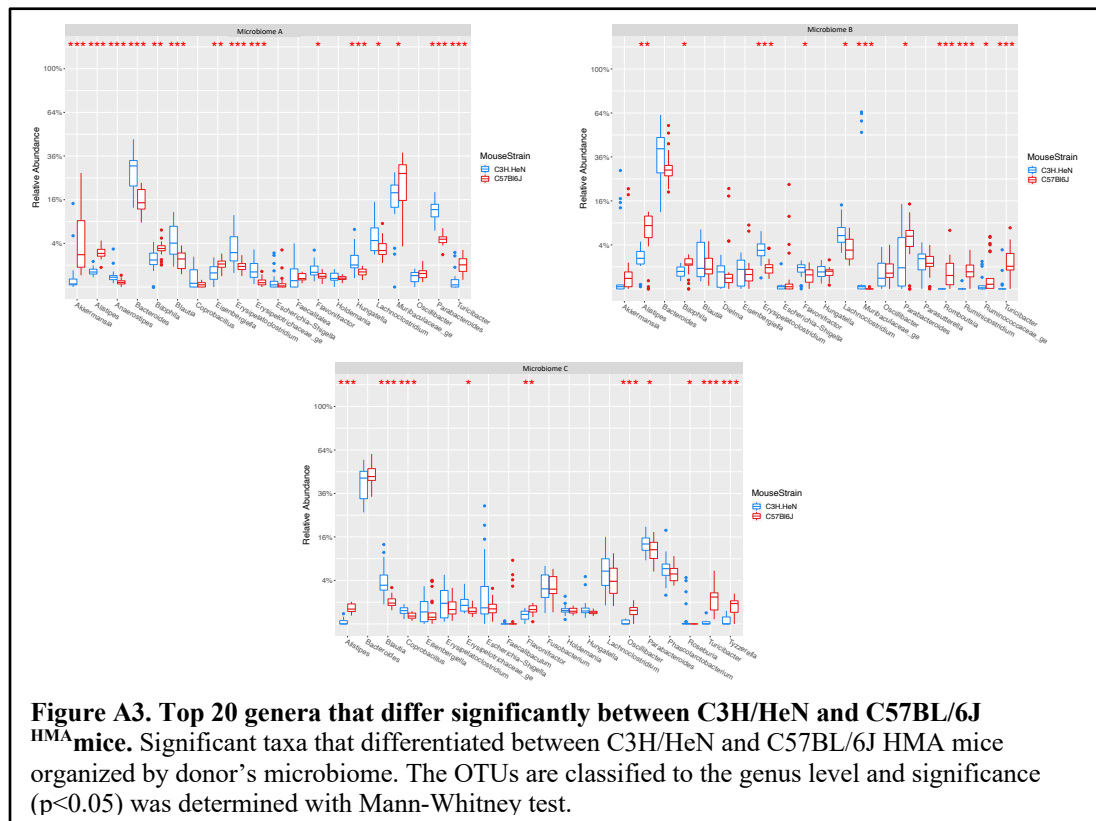 Microbiome A
*** *** *** *** ** *** ** *** *** * *** * * *** ***
Relative Abundance
100%
64%
36%
16%
4%
MouseStrain
C3H.HeN
C57Bl6J
Akkermansia
Alistipes
Anaerostipes
Bacteroides
Bilophila
Blautia
Coprobacillus
Eisenbergiella
Erysipelatoclostridium
Erysipelotrichaceae_ge
Escherichia-Shigella
Faecalitalea
Flavonifractor
Holdemania
Hungatella
Lachnoclostridium
Muribaculaceae_ge
Oscillibacter
Parabacteroides
Turicibacter
Microbiome B
** * *** * * *** * *** *** * ***
Relative Abundance
100%
64%
36%
16%
4%
MouseStrain
C3H.HeN
C57Bl6J
Akkermansia
Alistipes
Bacteroides
Bilophila
Blautia
Dielma
Eisenbergiella
Erysipelatoclostridium
Escherichia-Shigella
Flavonifractor
Hungatella
Lachnoclostridium
Muribaculaceae_ge
Oscillibacter
Parabacteroides
Parasutterella
Romboutsia
Ruminiclostridium
Ruminococcaceae_ge
Turicibacter
Microbiome C
*** *** *** * ** *** * * *** ***
Relative Abundance
100%
64%
36%
16%
4%
MouseStrain
C3H.HeN
C57Bl6J
Alistipes
Bacteroides
Blautia
Coprobacillus
Eisenbergiella
Erysipelatoclostridium
Erysipelotrichaceae_ge
Escherichia-Shigella
Faecalibaculum
Flavonifractor
Fusobacterium
Holdemania
Hungatella
Lachnoclostridium
Oscillibacter
Parabacteroides
Phascolarctobacterium
Roseburia
Turicibacter
Tyzzerella
Figure A3. Top 20 genera that differ significantly between C3H/HeN and C57BL/6J
HMA mice. Significant taxa that differentiated between C3H/HeN and C57BL/6J HMA mice
organized by donor's microbiome. The OTUs are classified to the genus level and significance
(p<0.05) was determined with Mann-Whitney test.